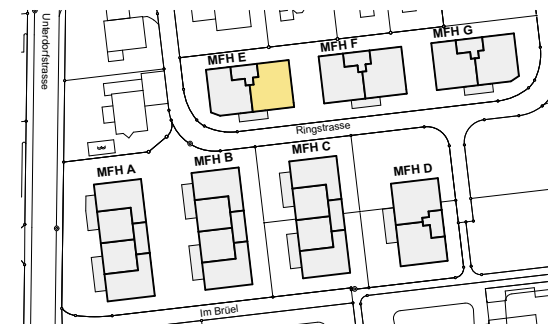 Unterdorfstrasse
MFH E
MFH F
MFH G
Ringstrasse
MFH A
MFH B
MFH C
MFH D
Im Brüel